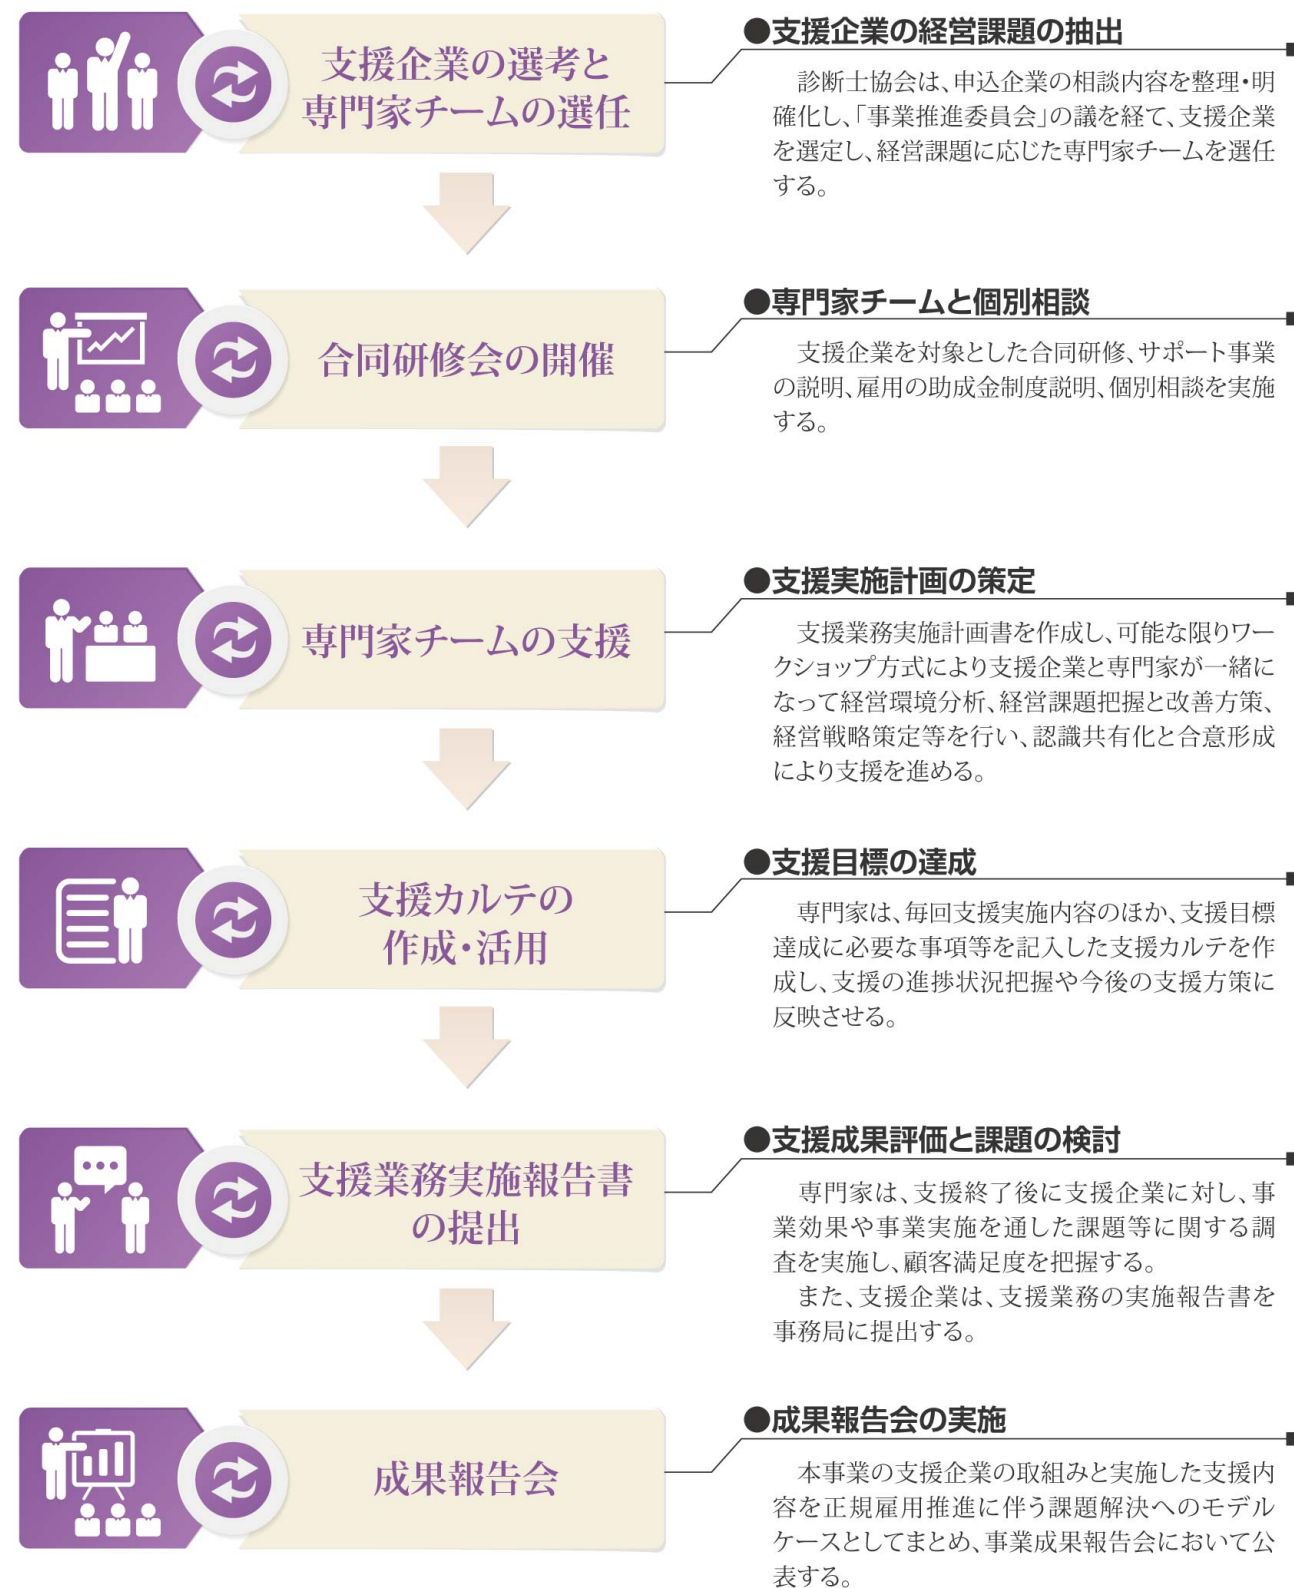 支援企業の選考と
専門家チームの選任
●支援企業の経営課題の抽出
　診断士協会は、申込企業の相談内容を整理・明
確化し、「事業推進委員会」の議を経て、支援企業
を選定し、経営課題に応じた専門家チームを選任
する。
合同研修会の開催
●専門家チームと個別相談
　支援企業を対象とした合同研修、サポート事業
の説明、雇用の助成金制度説明、個別相談を実施
する。
専門家チームの支援
●支援実施計画の策定
　支援業務実施計画書を作成し、可能な限りワー
クショップ方式により支援企業と専門家が一緒に
なって経営環境分析、経営課題把握と改善方策、
経営戦略策定等を行い、認識共有化と合意形成
により支援を進める。
支援カルテの
作成・活用
●支援目標の達成
　専門家は、毎回支援実施内容のほか、支援目標
達成に必要な事項等を記入した支援カルテを作
成し、支援の進捗状況把握や今後の支援方策に
反映させる。
支援業務実施報告書
の提出
●支援成果評価と課題の検討
　専門家は、支援終了後に支援企業に対し、事
業効果や事業実施を通した課題等に関する調
査を実施し、顧客満足度を把握する。
　また、支援企業は、支援業務の実施報告書を
事務局に提出する。
成果報告会
●成果報告会の実施
　本事業の支援企業の取組みと実施した支援内
容を正規雇用推進に伴う課題解決へのモデル
ケースとしてまとめ、事業成果報告会において公
表する。